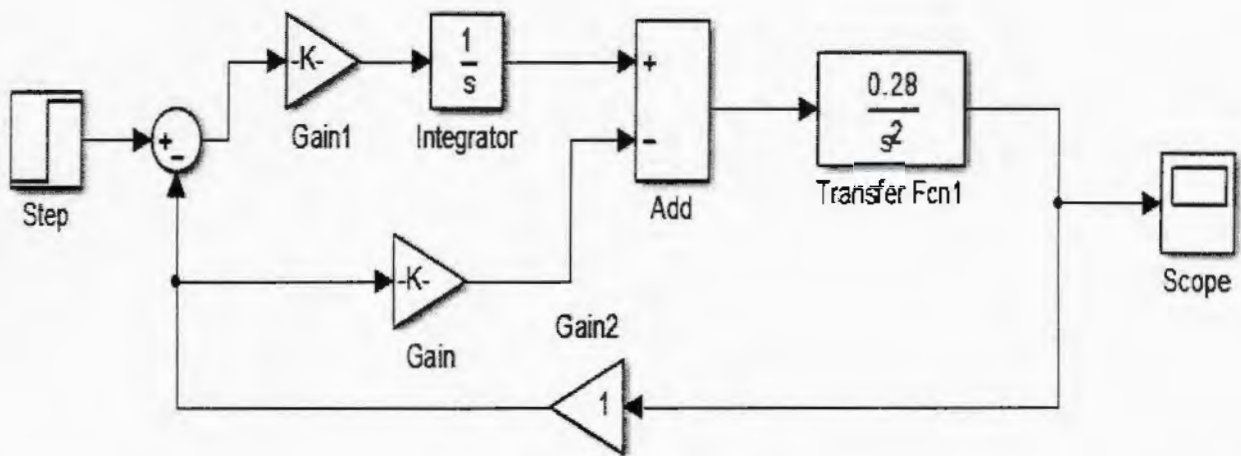 -K-
1
s
+
-
0.28
s2
+
-
Gain1
Integrator
Step
Add
Transfer Fcn1
-K-
Scope
Gain2
Gain
1